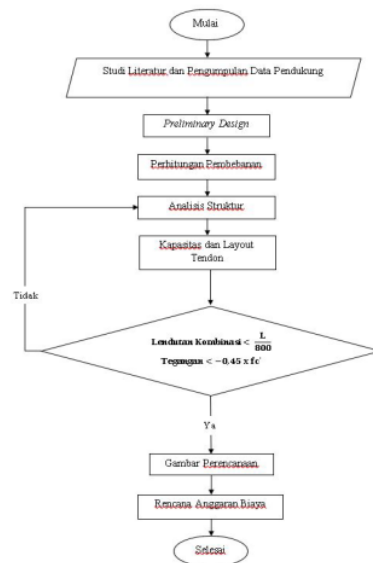 Mulai
Studi Literatur dan Pengumpulan Data Pendukung
Preliminary Design
Perhitungan Pembebanan
Analisis Struktur
Kapasitas dan Layout
Tendon
Tidak
Lendutan Kombinasi < L/800
Tegangan < −0,45 x fc'
Ya
Gambar Perencanaan
Rencana Anggaran Biaya
Selesai